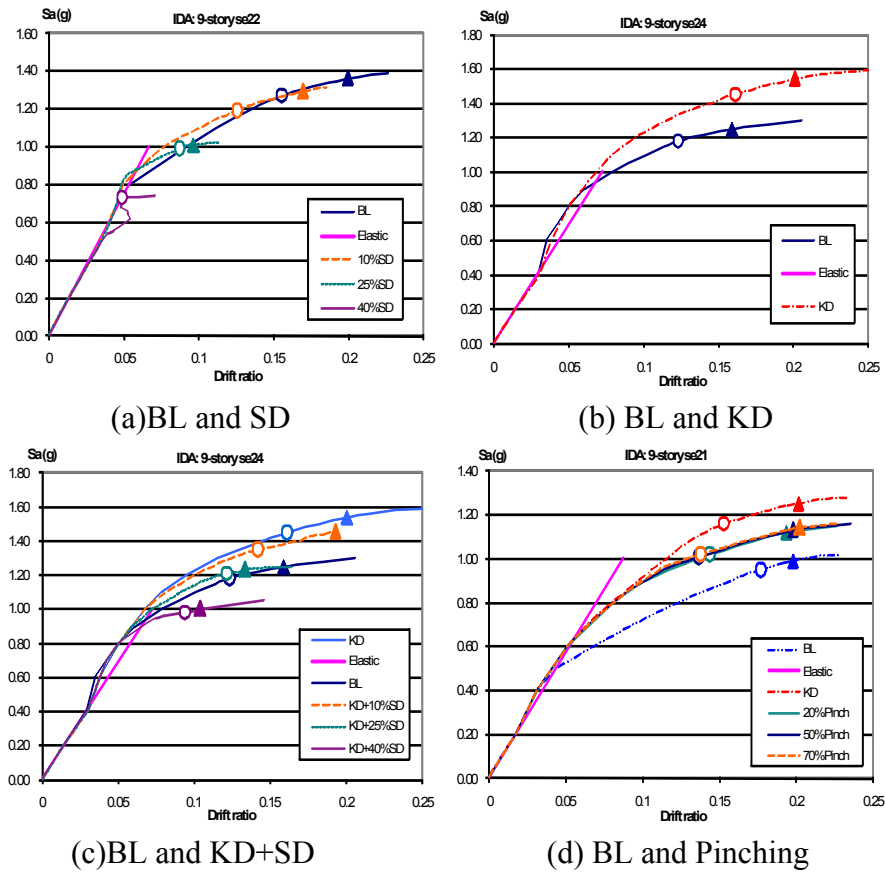 Sa(g)
IDA: 9-storyse22
1.60
1.40
1.20
1.00
0.80
0.60
0.40
0.20
0.00
BL
Elastic
10%SD
25%SD
40%SD
0
0.05
0.1
0.15
0.2
0.25
Drift ratio
(a)BL and SD
Sa(g)
IDA: 9-storyse24
1.80
1.60
1.40
1.20
1.00
0.80
0.60
0.40
0.20
0.00
BL
Elastic
KD
0
0.05
0.1
0.15
0.2
0.25
Drift ratio
(b) BL and KD
Sa(g)
IDA: 9-storyse24
1.80
1.60
1.40
1.20
1.00
0.80
0.60
0.40
0.20
0.00
KD
Elastic
BL
KD+10%SD
KD+25%SD
KD+40%SD
0
0.05
0.1
0.15
0.2
0.25
Drift ratio
(c)BL and KD+SD
Sa(g)
IDA: 9-storyse21
1.40
1.20
1.00
0.80
0.60
0.40
0.20
0.00
BL
Elastic
KD
20%Pinch
50%Pinch
70%Pinch
0
0.05
0.1
0.15
0.2
0.25
Drift ratio
(d) BL and Pinching